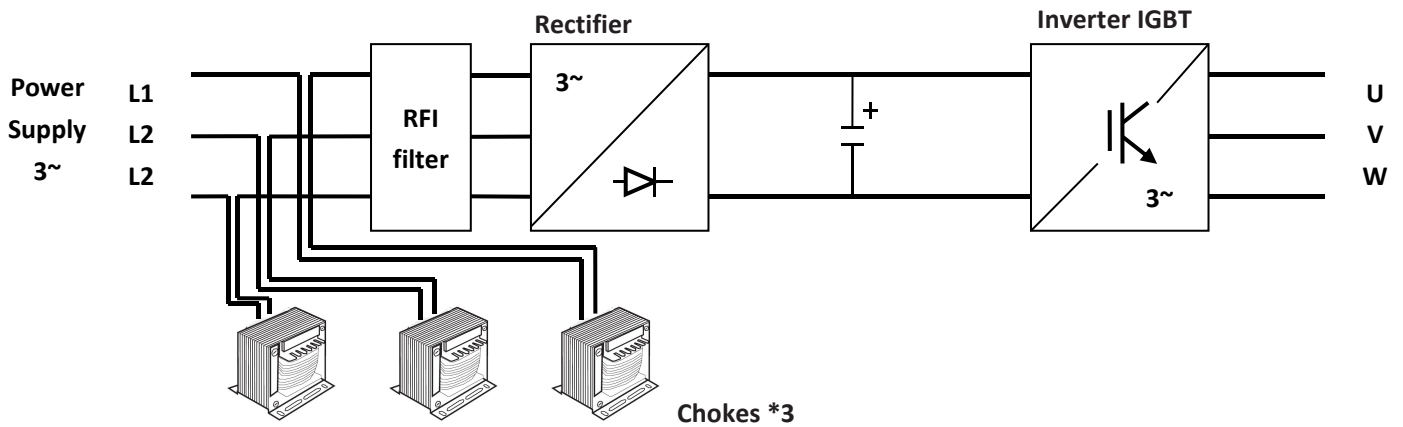 Rectifier
Inverter IGBT
Power
Supply
3~
L1
L2
L2
RFI
filter
3~
+
3~
U
V
W
Chokes *3